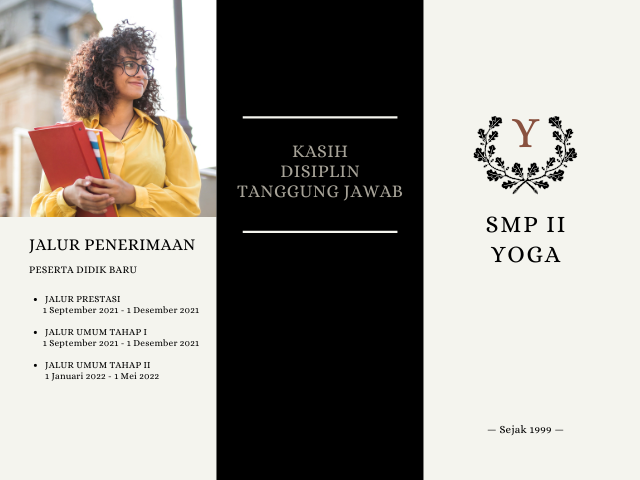 JALUR PENERIMAAN
PESERTA DIDIK BARU
• JALUR PRESTASI
1 September 2021 - 1 Desember 2021
• JALUR UMUM TAHAP I
1 September 2021 - 1 Desember 2021
• JALUR UMUM TAHAP II
1 Januari 2022 - 1 Mei 2022
KASIH
DISIPLIN
TANGGUNG JAWAB
Y
SMP II
YOGA
— Sejak 1999 —